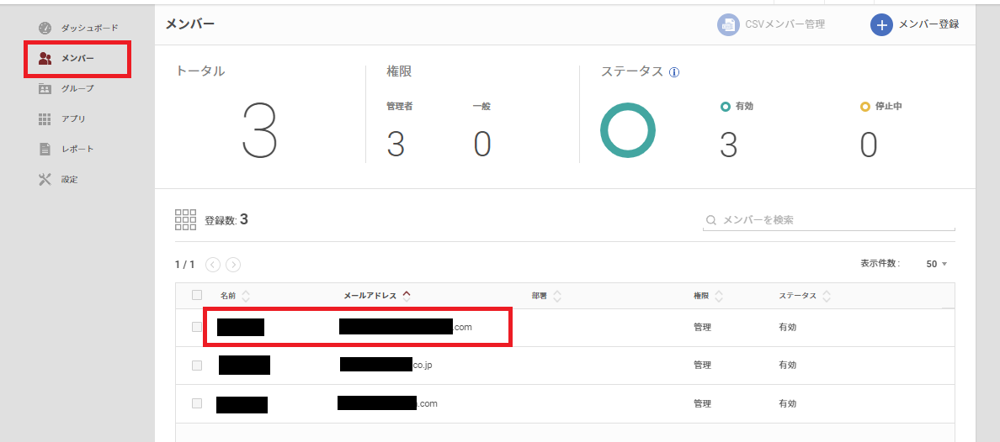 ダッシュボード
メンバー
グループ
アプリ
レポート
設定
メンバー
CSVメンバー管理
メンバー登録
トータル
3
権限
管理者
一般
3
0
ステータス
有効
停止中
3
0
登録数: 3
メンバーを検索
1 / 1
表示件数 :
50
名前
メールアドレス
部署
権限
ステータス
.com
管理
有効
co.jp
管理
有効
.com
管理
有効